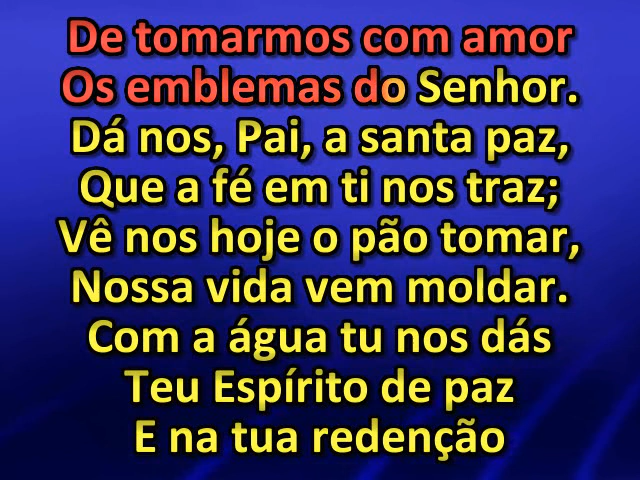 De tomarmos com amor
Os emblemas do Senhor.
Dá nos, Pai, a santa paz,
Que a fé em ti nos traz;
Vê nos hoje o pão tomar,
Nossa vida vem moldar.
Com a água tu nos dás
Teu Espírito de paz
E na tua redenção